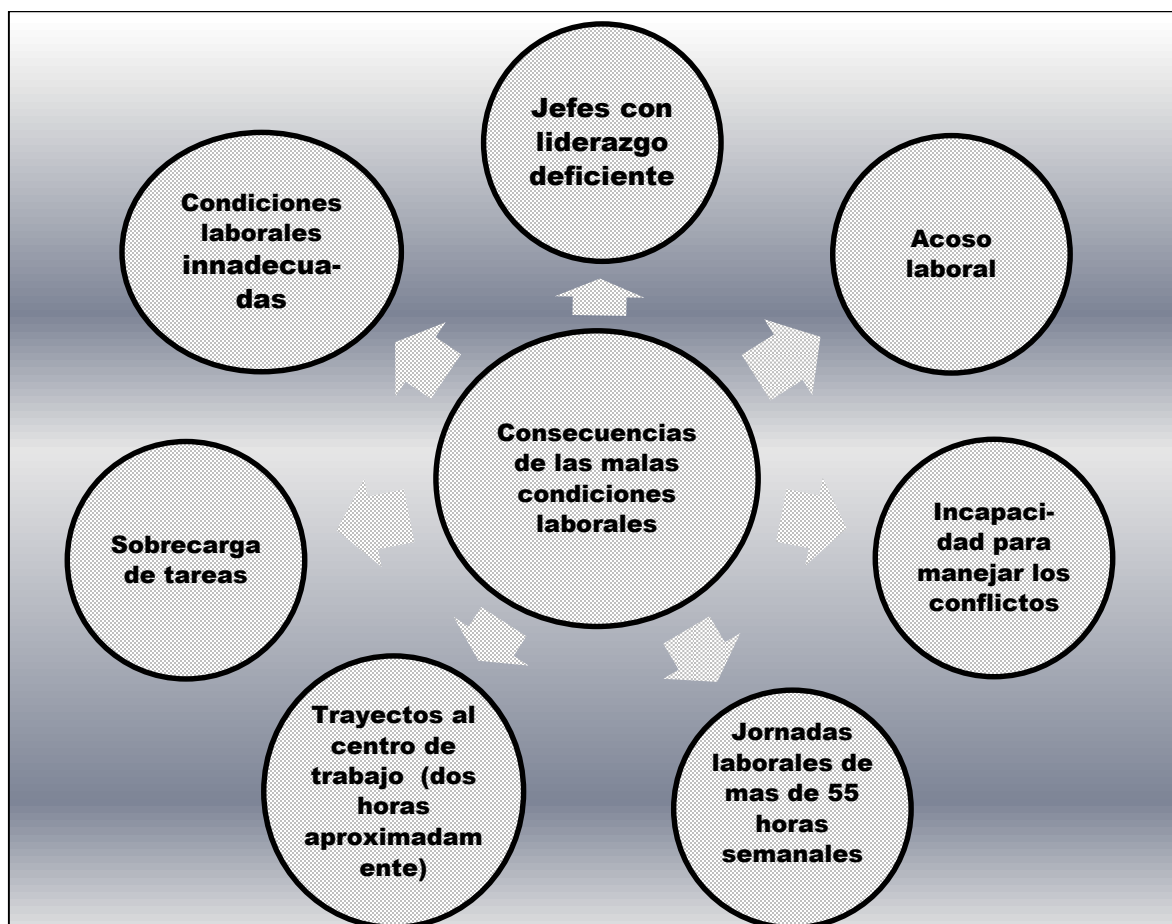 Jefes con
liderazgo
deficiente
Condiciones
laborales
innadecua-
das
Acoso
laboral
Consecuencias
de las malas
condiciones
laborales
Sobrecarga
de tareas
Incapaci-
dad para
manejar los
conflictos
Trayectos al
centro de
trabajo (dos
horas
aproximadam
ente)
Jornadas
laborales de
mas de 55
horas
semanales